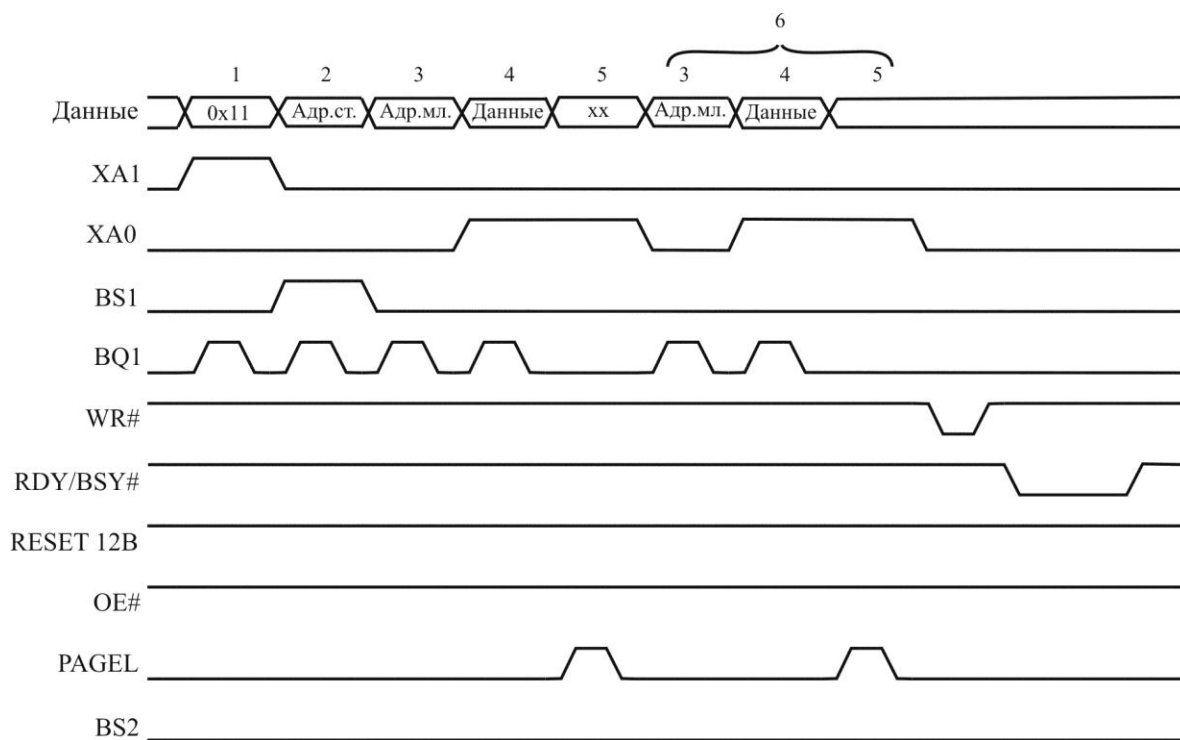 6
1 2 3 4 5 3 4 5
Данные 0x11 Адр.ст. Адр.мл. Данные xx Адр.мл. Данные
XA1
XA0
BS1
BQ1
WR#
RDY/BSY#
RESET 12В
OE#
PAGEL
BS2